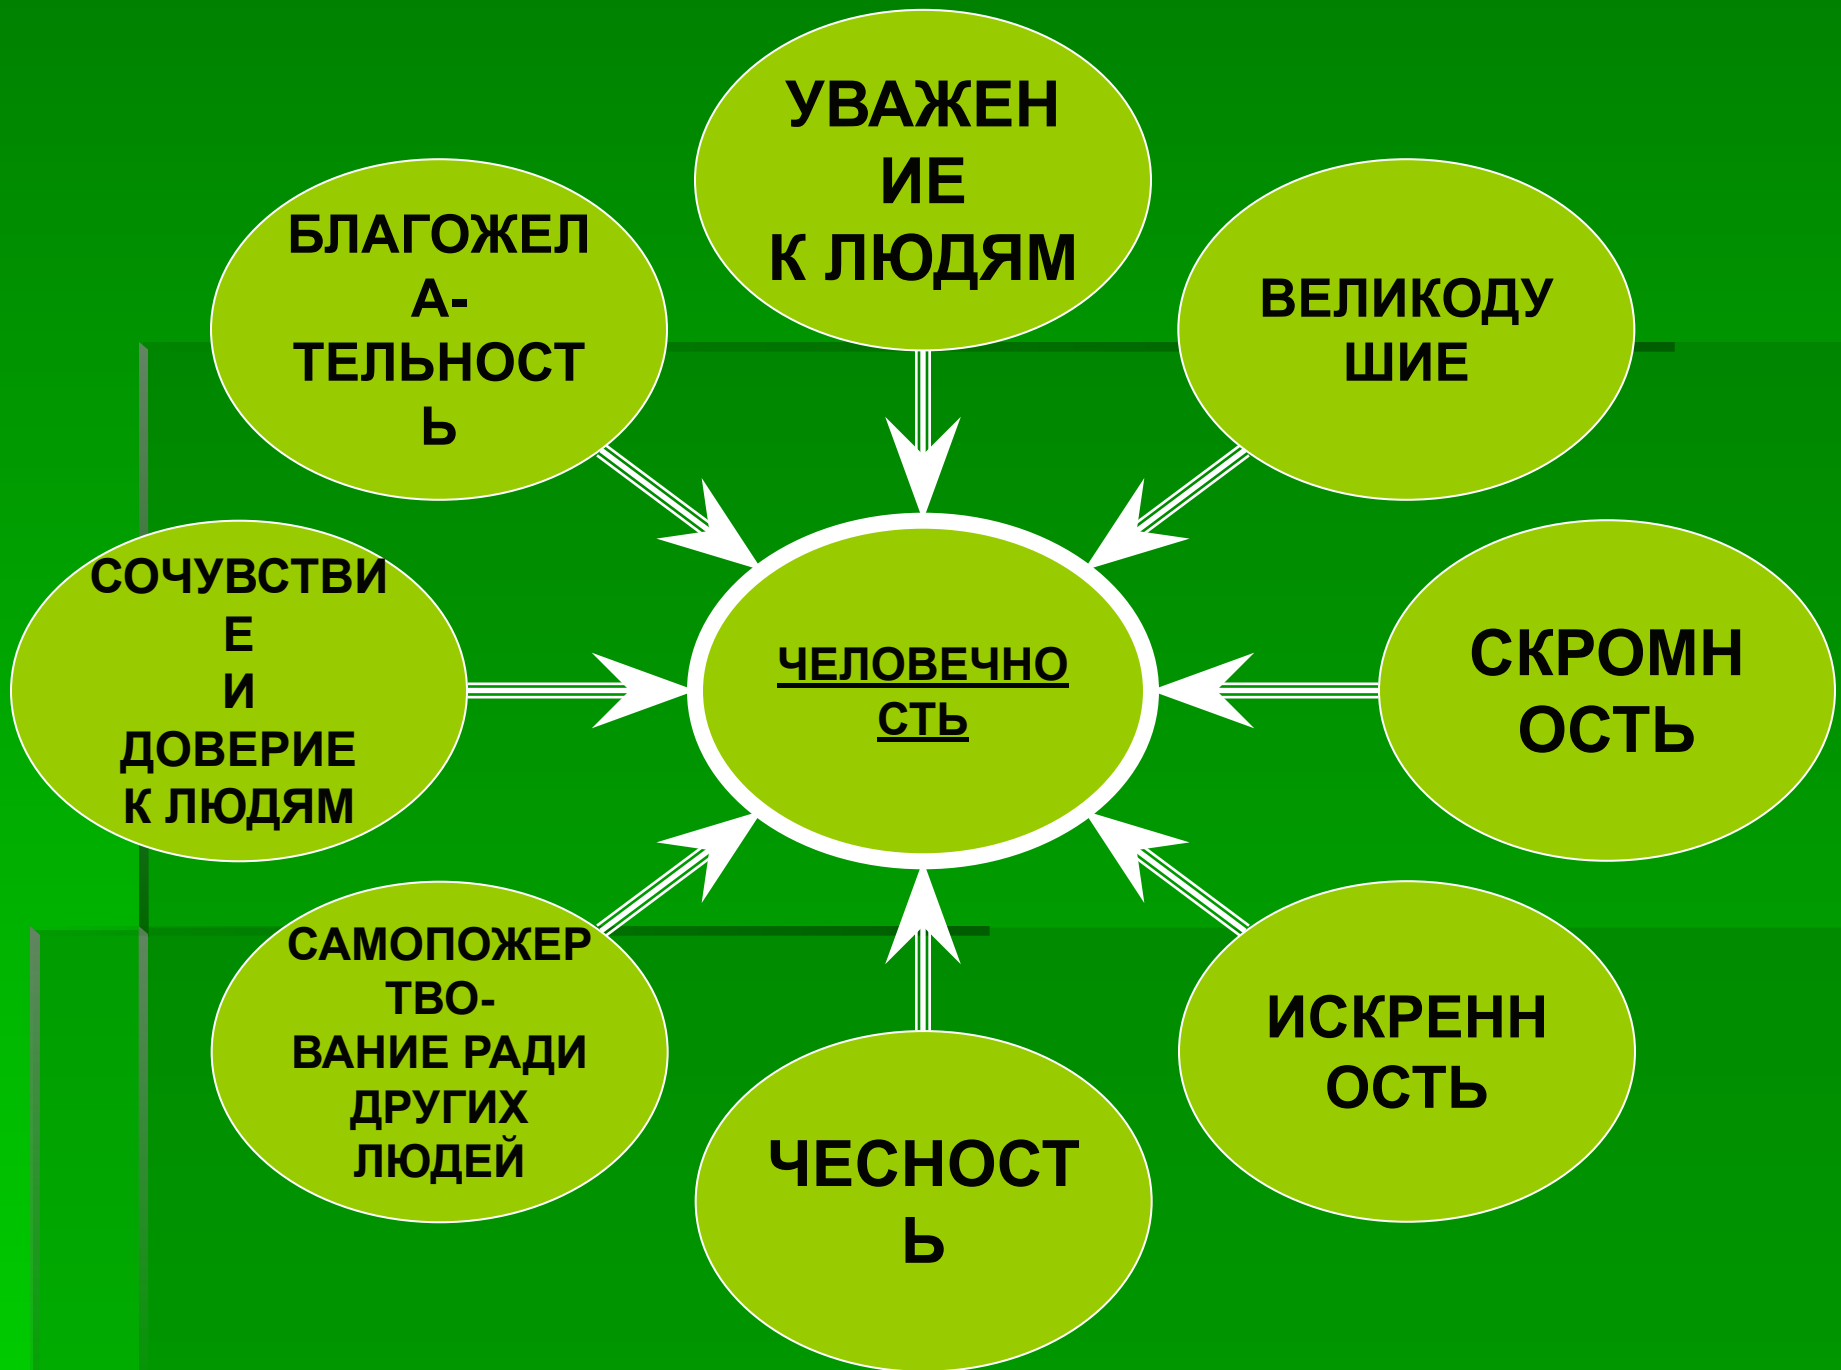 УВАЖЕН
ИЕ
К ЛЮДЯМ
БЛАГОЖЕЛ
А-
ТЕЛЬНОСТ
Ь
ВЕЛИКОДУ
ШИЕ
СОЧУВСТВИ
Е
И
ДОВЕРИЕ
К ЛЮДЯМ
ЧЕЛОВЕЧНО
СТЬ
СКРОМН
ОСТЬ
САМОПОЖЕР
ТВО-
ВАНИЕ РАДИ
ДРУГИХ
ЛЮДЕЙ
ЧЕСНОСТ
Ь
ИСКРЕНН
ОСТЬ